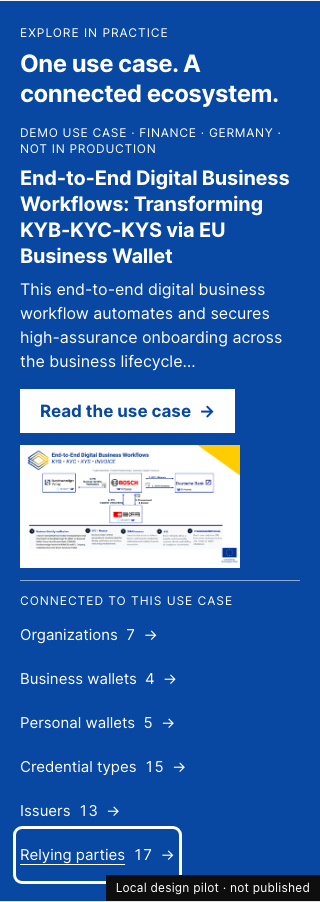 EXPLORE IN PRACTICE
One use case. A
connected ecosystem.
DEMO USE CASE · FINANCE · GERMANY ·
NOT IN PRODUCTION
End-to-End Digital Business
Workflows: Transforming
KYB-KYC-KYS via EU
Business Wallet
This end-to-end digital business
workflow automates and secures
high-assurance onboarding across
the business lifecycle...
Read the use case →
End-to-End Digital Business Workflows
KYB • KYC • KYS • INVOICE
BOSCH
CONNECTED TO THIS USE CASE
Organizations 7 →
Business wallets 4 →
Personal wallets 5 →
Credential types 15 →
Issuers 13 →
Relying parties 17 →
Local design pilot · not published